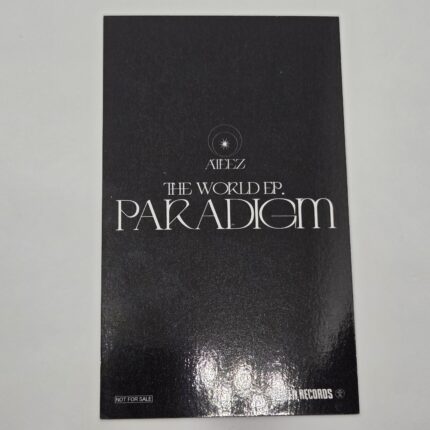 ATEEZ
THE WORLD EP.
PARADIGM
NOT FOR SALE
RECORDS